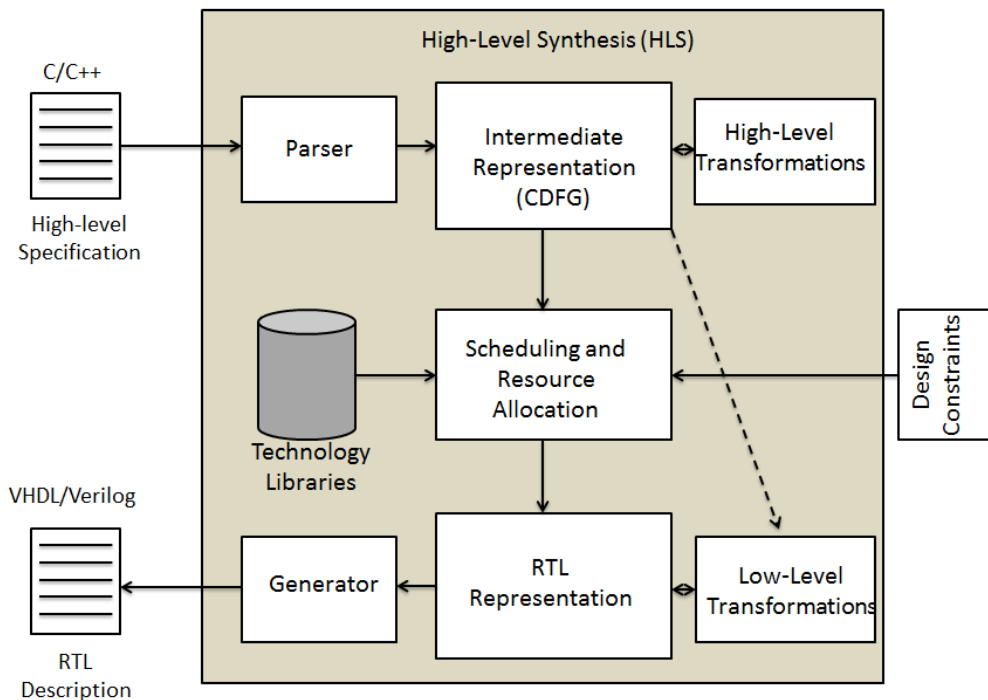 High-Level Synthesis (HLS)
C/C++
High-level
Specification
Parser
Intermediate
Representation
(CDFG)
High-Level
Transformations
Technology
Libraries
Scheduling and
Resource
Allocation
Design
Constraints
VHDL/Verilog
RTL
Description
Generator
RTL
Representation
Low-Level
Transformations